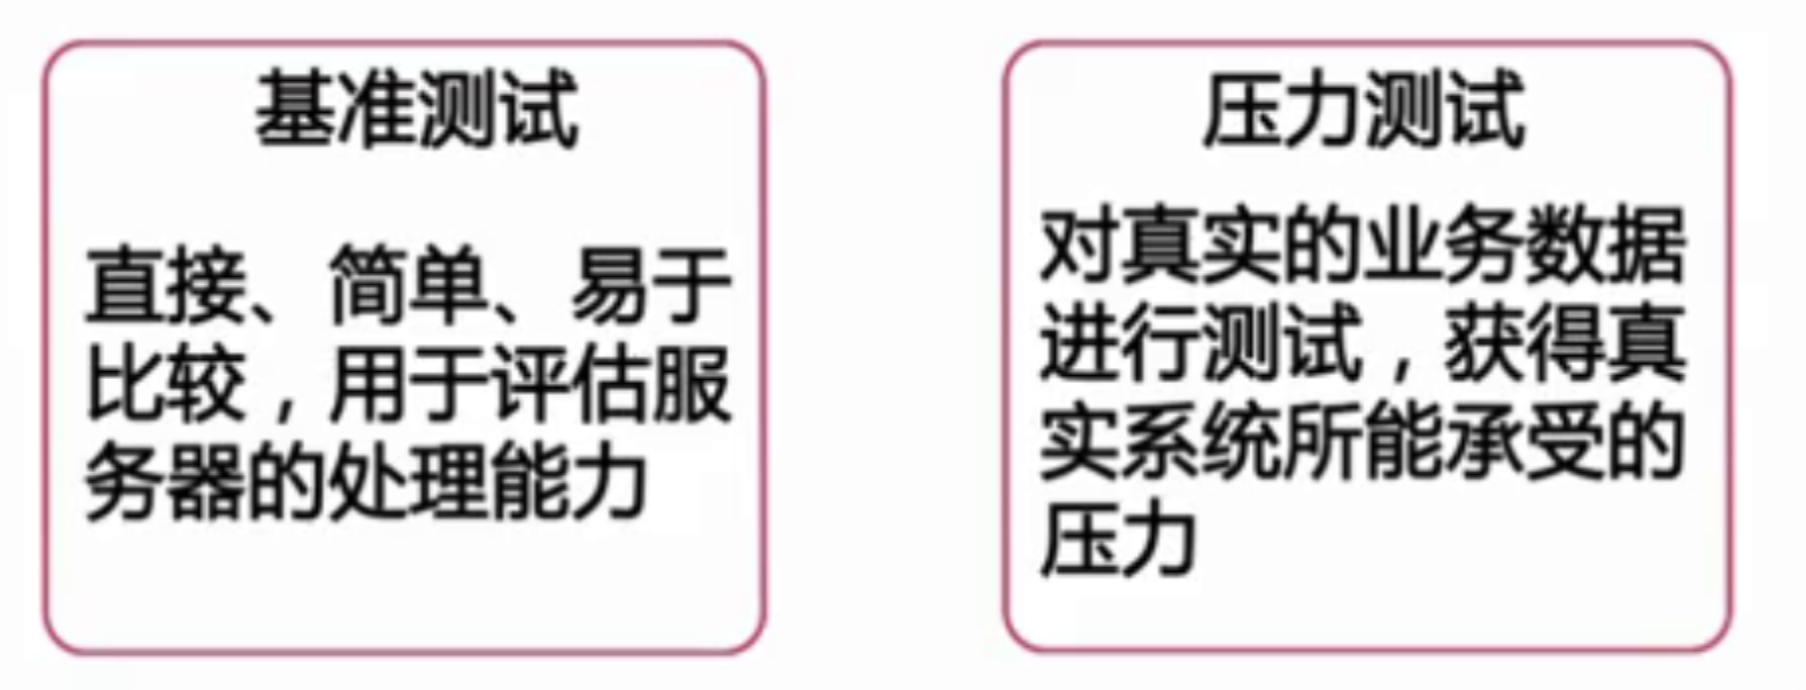 基准测试
直接、简单、易于
比较，用于评估服
务器的处理能力
压力测试
对真实的业务数据
进行测试，获得真
实系统所能承受的
压力